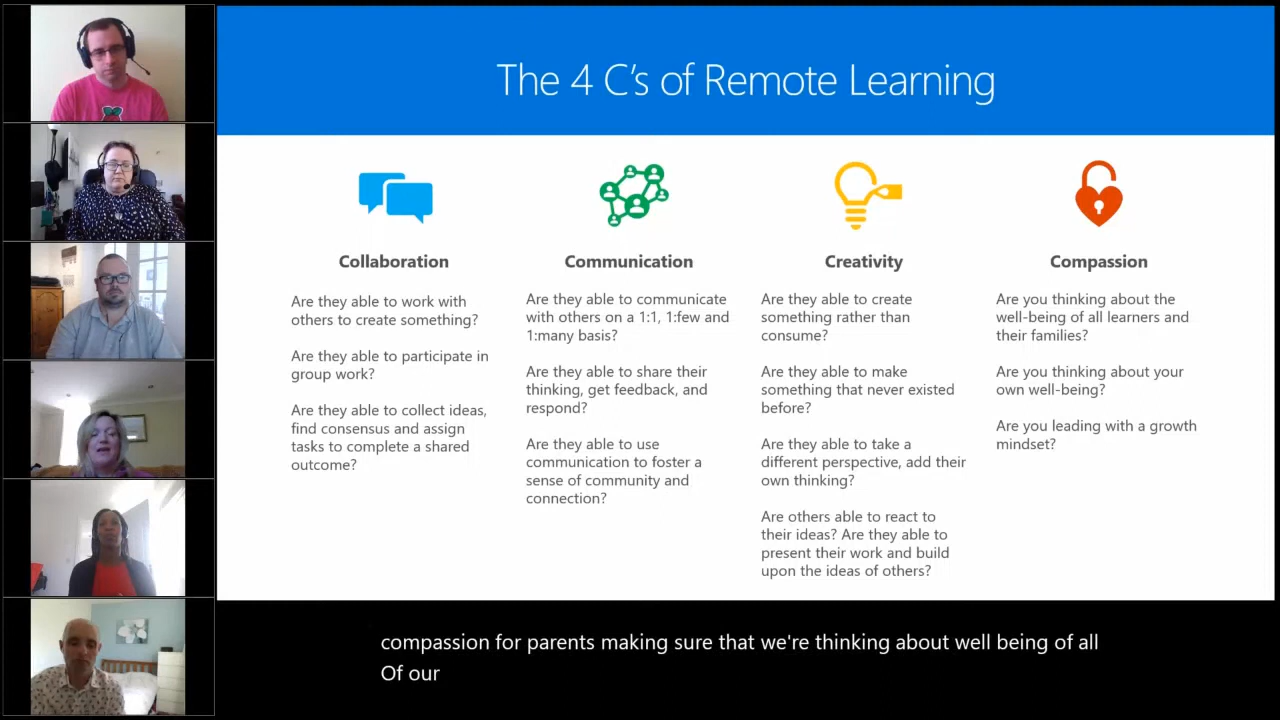 The 4 C's of Remote Learning
Collaboration
Are they able to work with
others to create something?
Are they able to participate in
group work?
Are they able to collect ideas,
find consensus and assign
tasks to complete a shared
outcome?
Communication
Are they able to communicate
with others on a 1:1, 1:few and
1:many basis?
Are they able to share their
thinking, get feedback, and
respond?
Are they able to use
communication to foster a
sense of community and
connection?
Creativity
Are they able to create
something rather than
consume?
Are they able to make
something that never existed
before?
Are they able to take a
different perspective, add their
own thinking?
Are others able to react to
their ideas? Are they able to
present their work and build
upon the ideas of others?
Compassion
Are you thinking about the
well-being of all learners and
their families?
Are you thinking about your
own well-being?
Are you leading with a growth
mindset?
compassion for parents making sure that we're thinking about well being of all
Of our